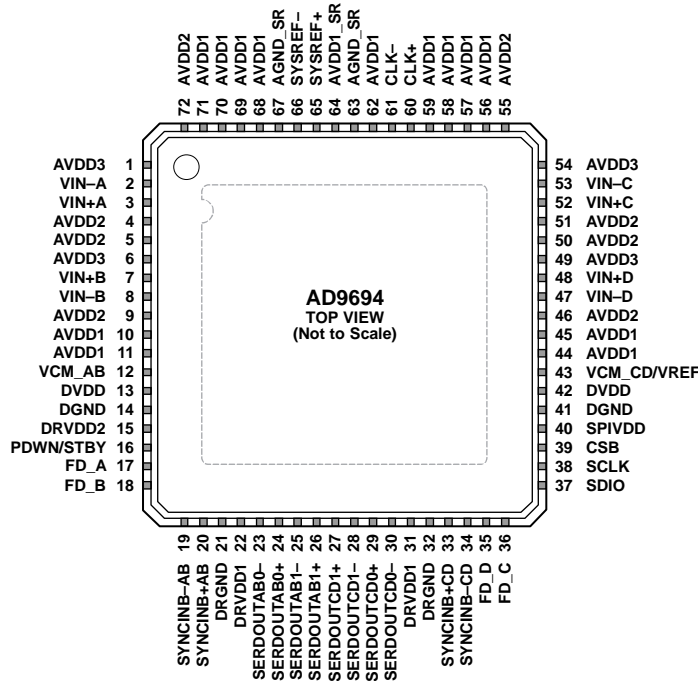 72 AVDD2
71 AVDD1
70 AVDD1
69 AVDD1
68 AVDD1
67 AGND_SR
66 SYSREF–
65 SYSREF+
64 AVDD1_SR
63 AGND_SR
62 AVDD1
61 CLK–
60 CLK+
59 AVDD1
58 AVDD1
57 AVDD1
56 AVDD1
55 AVDD2
AVDD3 1
VIN–A 2
VIN+A 3
AVDD2 4
AVDD2 5
AVDD3 6
VIN+B 7
VIN–B 8
AVDD2 9
AVDD1 10
AVDD1 11
VCM_AB 12
DVDD 13
DGND 14
DRVDD2 15
PDWN/STBY 16
FD_A 17
FD_B 18
AD9694
TOP VIEW
(Not to Scale)
54 AVDD3
53 VIN–C
52 VIN+C
51 AVDD2
50 AVDD2
49 AVDD3
48 VIN+D
47 VIN–D
46 AVDD2
45 AVDD1
44 AVDD1
43 VCM_CD/VREF
42 DVDD
41 DGND
40 SPIVDD
39 CSB
38 SCLK
37 SDIO
SYNCINB–AB 19
SYNCINB+AB 20
DRGND 21
DRVDD1 22
SERDOUTAB0– 23
SERDOUTAB0+ 24
SERDOUTAB1– 25
SERDOUTAB1+ 26
SERDOUTCD1+ 27
SERDOUTCD1– 28
SERDOUTCD0+ 29
SERDOUTCD0– 30
DRVDD1 31
DRGND 32
SYNCINB+CD 33
SYNCINB–CD 34
FD_D 35
FD_C 36